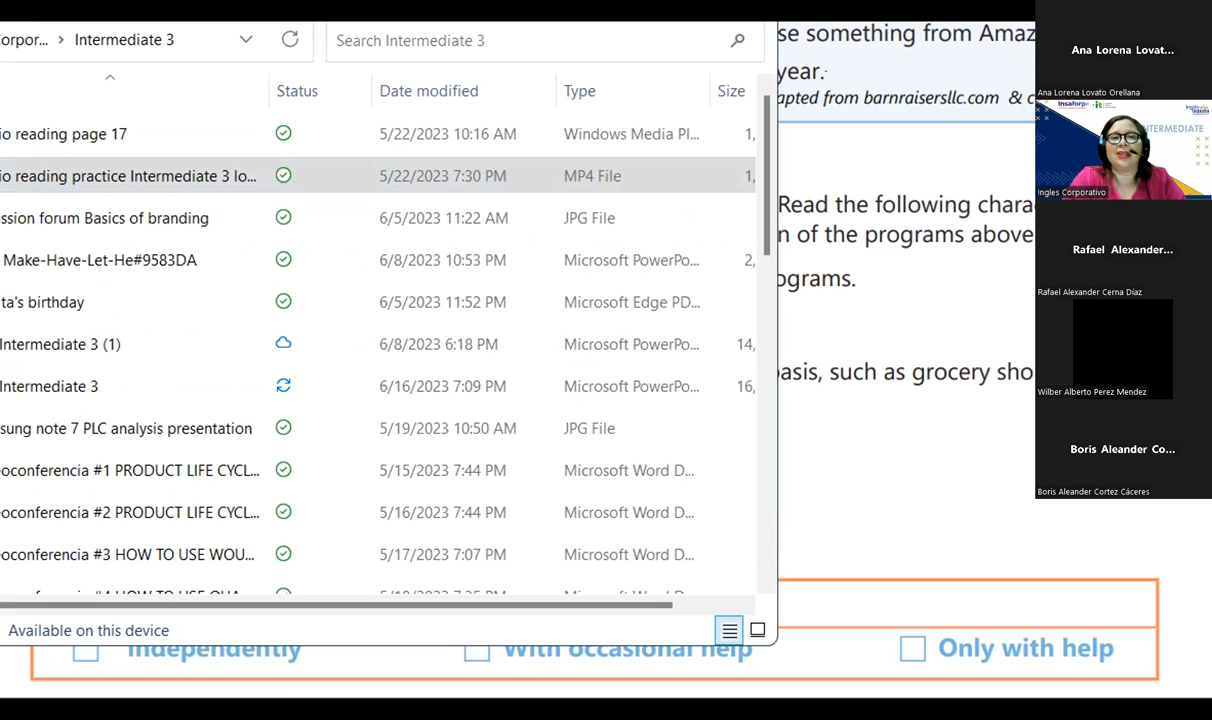 Corpor... > Intermediate 3
Search Intermediate 3
Status
Date modified
Type
Size
io reading page 17
5/22/2023 10:16 AM
Windows Media Pl...
1,
io reading practice Intermediate 3 lo...
5/22/2023 7:30 PM
MP4 File
1,
ssion forum Basics of branding
6/5/2023 11:22 AM
JPG File
Make-Have-Let-He#9583DA
6/8/2023 10:53 PM
Microsoft PowerPo...
2,
ta's birthday
6/5/2023 11:52 PM
Microsoft Edge PD...
Intermediate 3 (1)
6/8/2023 6:18 PM
Microsoft PowerPo...
14,
Intermediate 3
6/16/2023 7:09 PM
Microsoft PowerPo...
16,
sung note 7 PLC analysis presentation
5/19/2023 10:50 AM
JPG File
oconferencia #1 PRODUCT LIFE CYCL...
5/15/2023 7:44 PM
Microsoft Word D...
oconferencia #2 PRODUCT LIFE CYCL...
5/16/2023 7:44 PM
Microsoft Word D...
oconferencia #3 HOW TO USE WOU...
5/17/2023 7:07 PM
Microsoft Word D...
Available on this device
se something from Amaz
year.
apted from barnraisersllc.com & c
Read the following chara
n of the programs above
ograms.
basis, such as grocery sho
Independently
With occasional help
Only with help
Ana Lorena Lovat...
Ana Lorena Lovato Orellana
Insaforp
it
INTERMEDIATE
Ingles Corporativo
Rafael Alexander...
Rafael Alexander Cerna Díaz
Wilber Alberto Perez Mendez
Boris Aleander Co...
Boris Aleander Cortez Cáceres